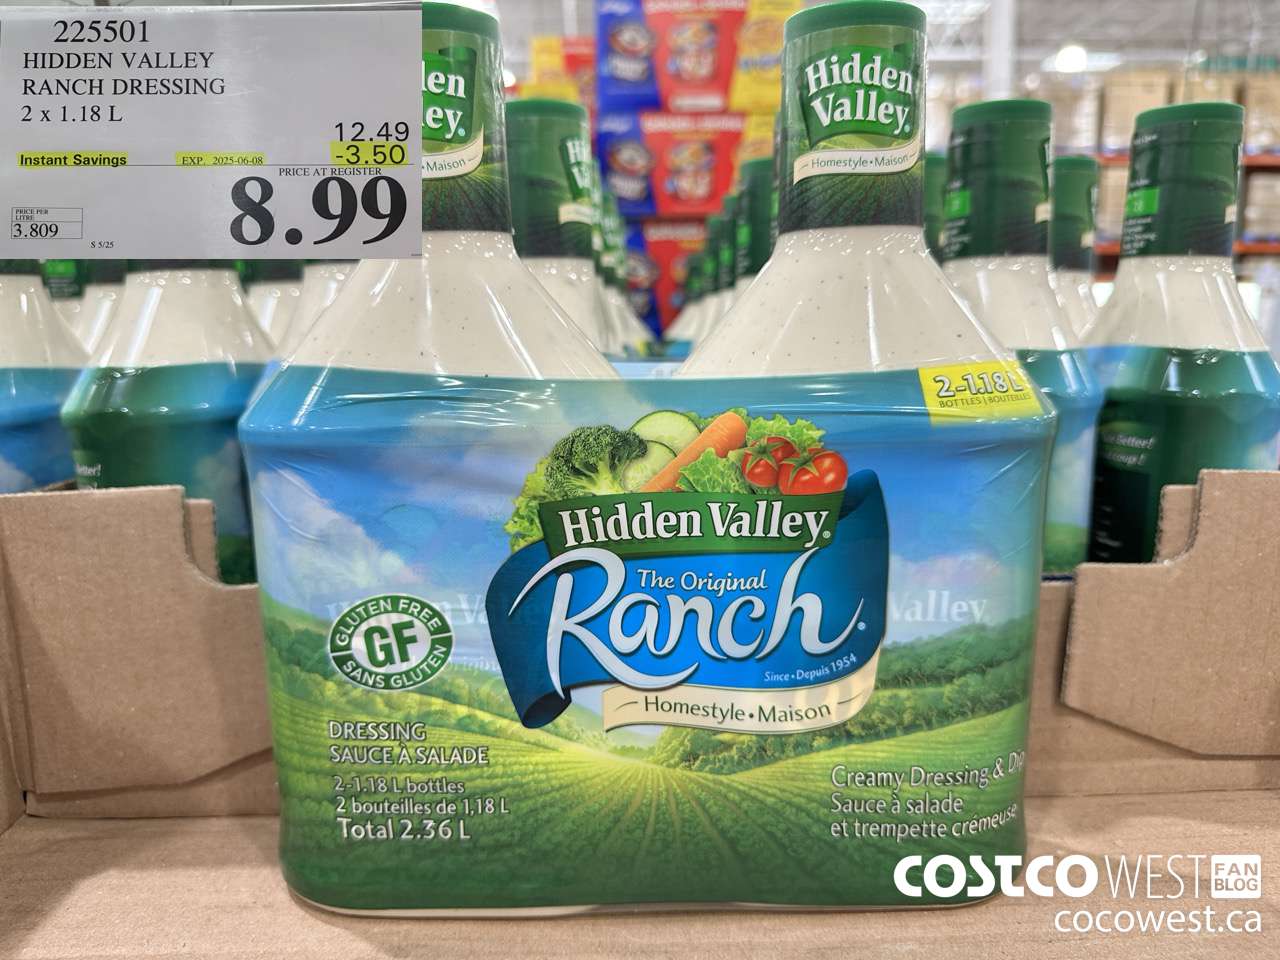 225501
HIDDEN VALLEY
RANCH DRESSING
2 x 1.18 L
12.49
Instant Savings
EXP. 2025-06-08
-3.50
PRICE AT REGISTER
8.99
PRICE PER
LITRE
3.809
S 5/25
Hidden
Valley®
Homestyle • Maison
2-1.18 L
BOTTLES | BOUTEILLES
Hidden Valley®
The Original
Ranch®
Since • Depuis 1954
Homestyle • Maison
GLUTEN FREE
GF
SANS GLUTEN
DRESSING
SAUCE À SALADE
2-1.18 L bottles
2 bouteilles de 1,18 L
Total 2.36 L
Creamy Dressing & Dip
Sauce à salade
et trempette crémeuse
COSTCO WEST FAN BLOG
cocowest.ca